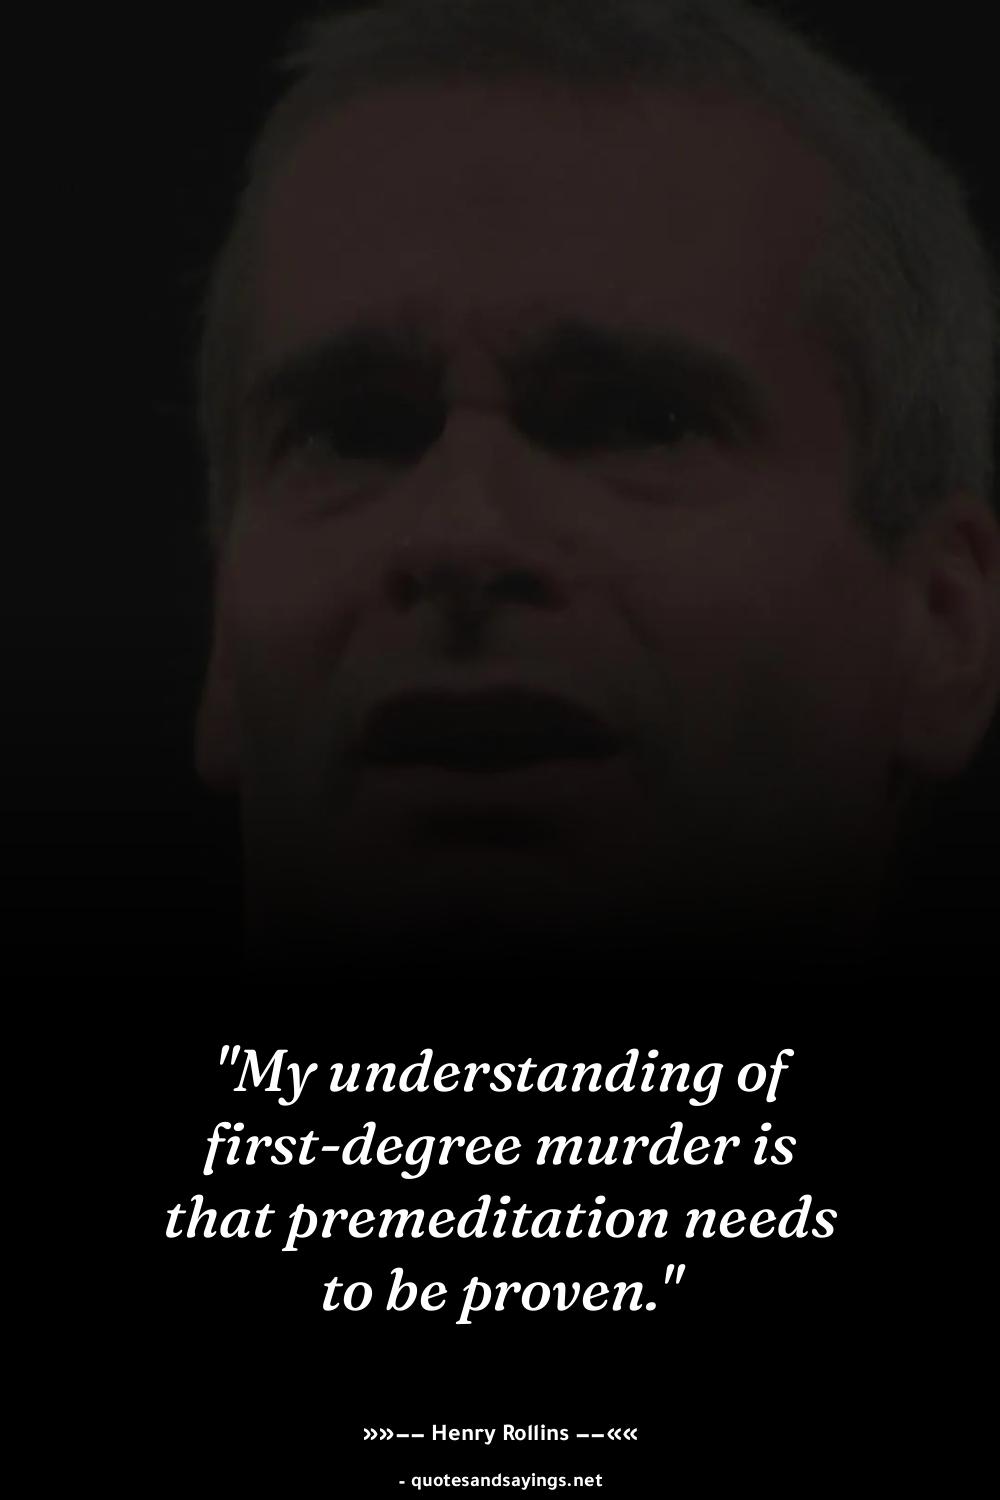 "My understanding of
first-degree murder is
that premeditation needs
to be proven."
»»–– Henry Rollins ––««
- quotesandsayings.net